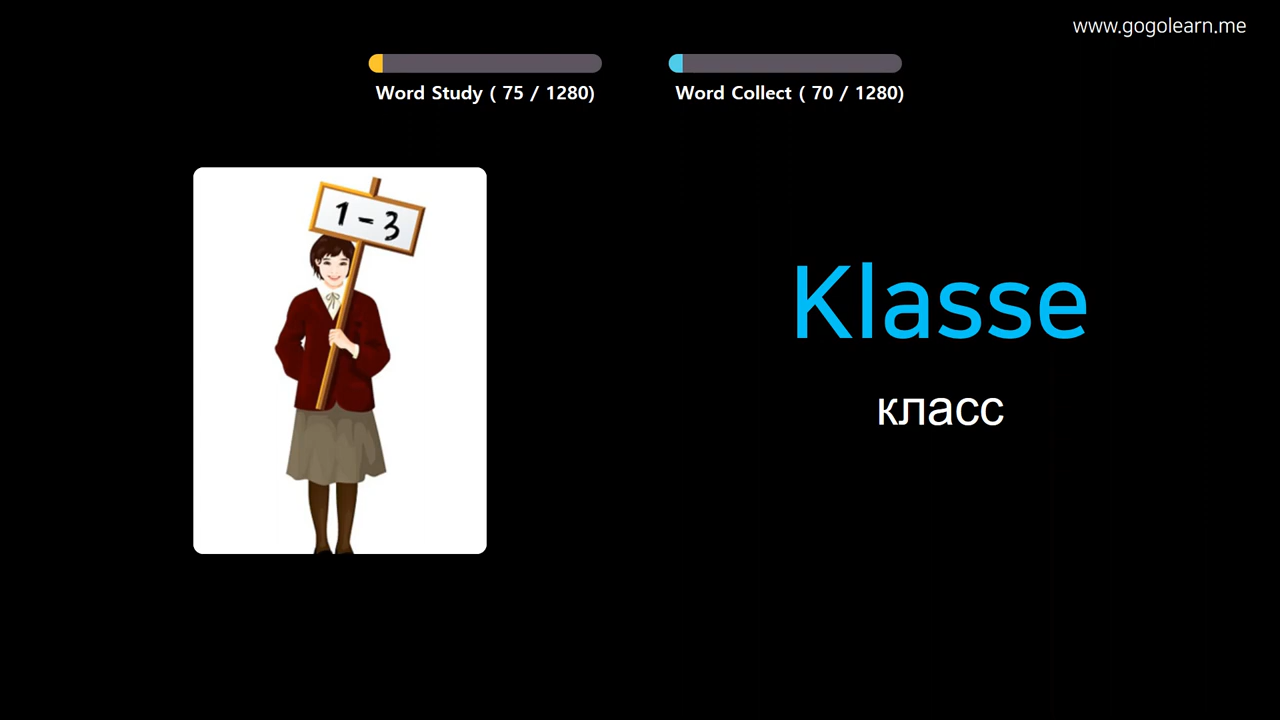 www.gogolearn.me
Word Study ( 75 / 1280)
Word Collect ( 70 / 1280)
1 - 3
Klasse
класс